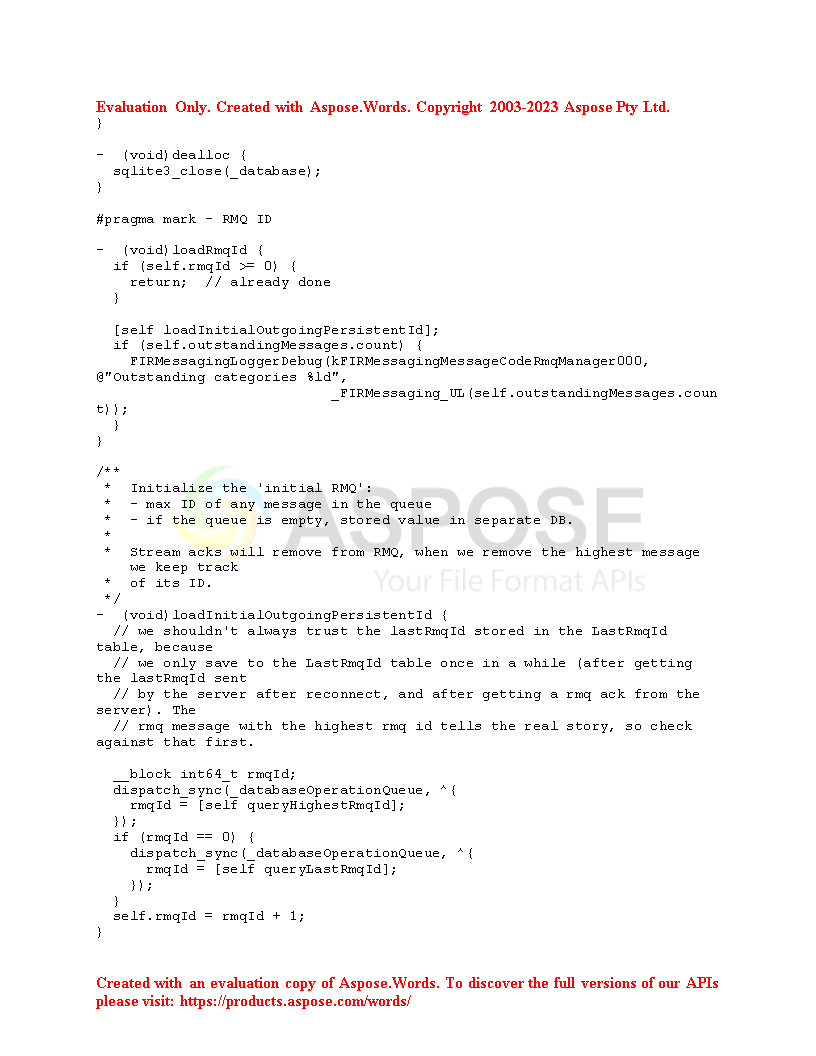 Evaluation Only. Created with Aspose.Words. Copyright 2003-2023 Aspose Pty Ltd.
}
- (void)dealloc {
sqlite3_close(_database);
}
#pragma mark - RMQ ID
- (void)loadRmqId {
if (self.rmqId >= 0) {
return; // already done
}
[self loadInitialOutgoingPersistentId];
if (self.outstandingMessages.count) {
FIRMessagingLoggerDebug(kFIRMessagingMessageCodeRmqManager000,
@"Outstanding categories %ld",
_FIRMessaging_UL(self.outstandingMessages.coun
t));
}
}
/**
* Initialize the 'initial RMQ':
* - max ID of any message in the queue
* - if the queue is empty, stored value in separate DB.
*
* Stream acks will remove from RMQ, when we remove the highest message
we keep track
* of its ID.
*/
ASPOSE
Your File Format APIs
- (void)loadInitialOutgoingPersistentId {
// we shouldn't always trust the lastRmqId stored in the LastRmqId
table, because
// we only save to the LastRmqId table once in a while (after getting
the lastRmqId sent
// by the server after reconnect, and after getting a rmq ack from the
server). The
// rmq message with the highest rmq id tells the real story, so check
against that first.
__block int64_t rmqId;
dispatch_sync(_databaseOperationQueue, ^{
rmqId = [self queryHighestRmqId];
});
if (rmqId == 0) {
dispatch_sync(_databaseOperationQueue, ^{
rmqId = [self queryLastRmqId];
});
}
self.rmqId = rmqId + 1;
}
Created with an evaluation copy of Aspose.Words. To discover the full versions of our APIs
please visit: https://products.aspose.com/words/